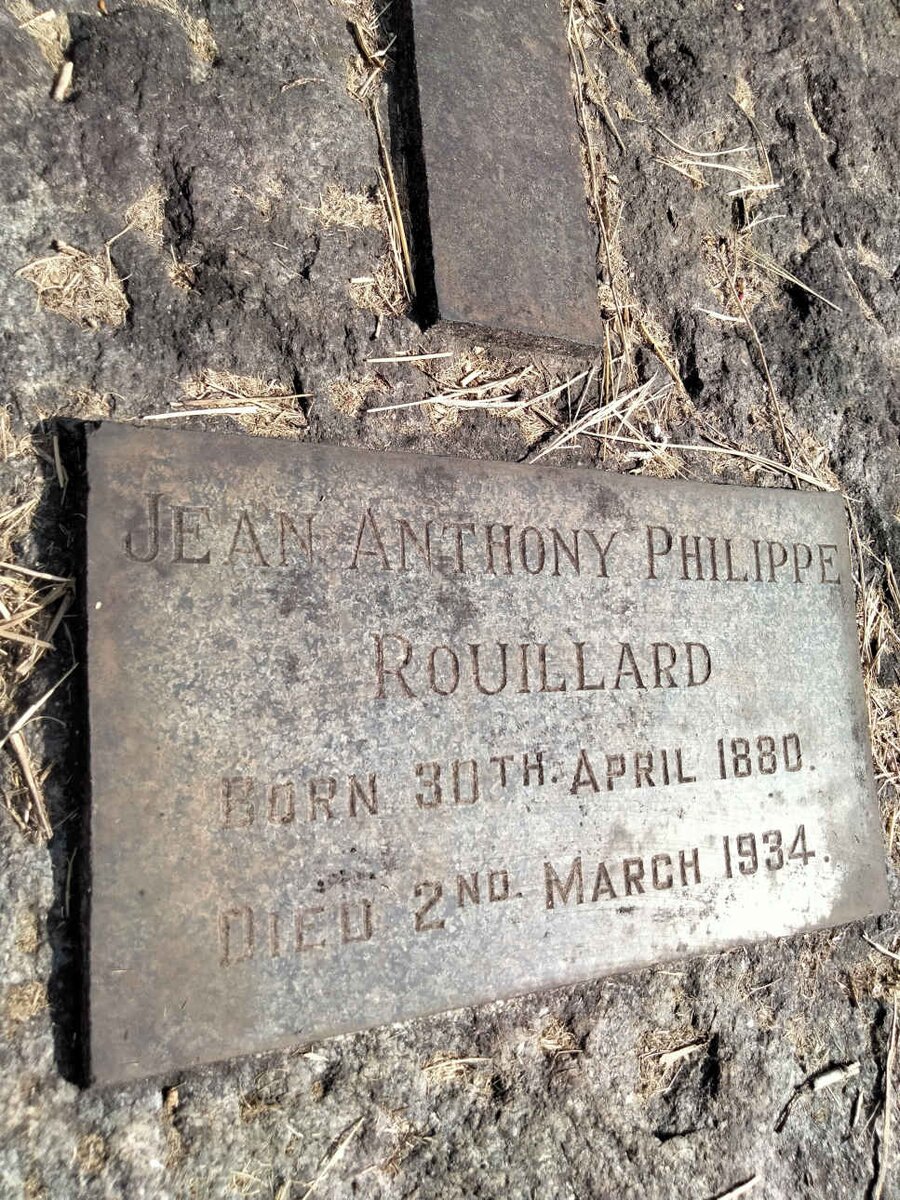 JEAN ANTHONY PHILIPPE
ROUILLARD
BORN 30TH. APRIL 1880.
DIED 2ND. MARCH 1934.